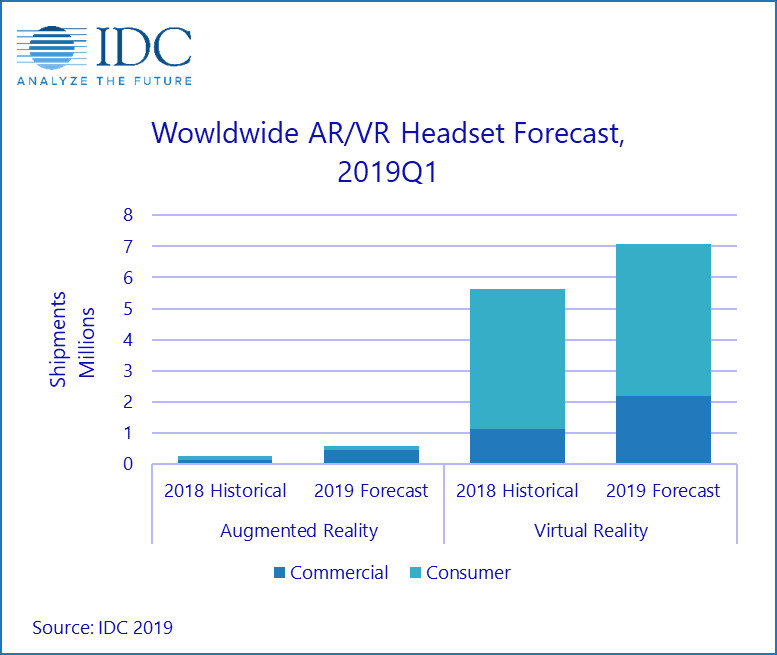 IDC
ANALYZE THE FUTURE
Wowldwide AR/VR Headset Forecast,
2019Q1
Shipments
Millions
8
7
6
5
4
3
2
1
0
2018 Historical 2019 Forecast 2018 Historical 2019 Forecast
Augmented Reality Virtual Reality
Commercial Consumer
Source: IDC 2019